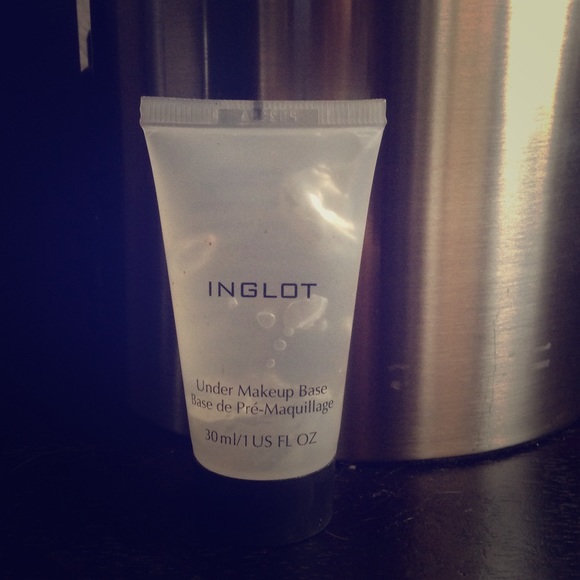 INGLOT
Under Makeup Base
Base de Pré-Maquillage
30 ml/1 US FL OZ